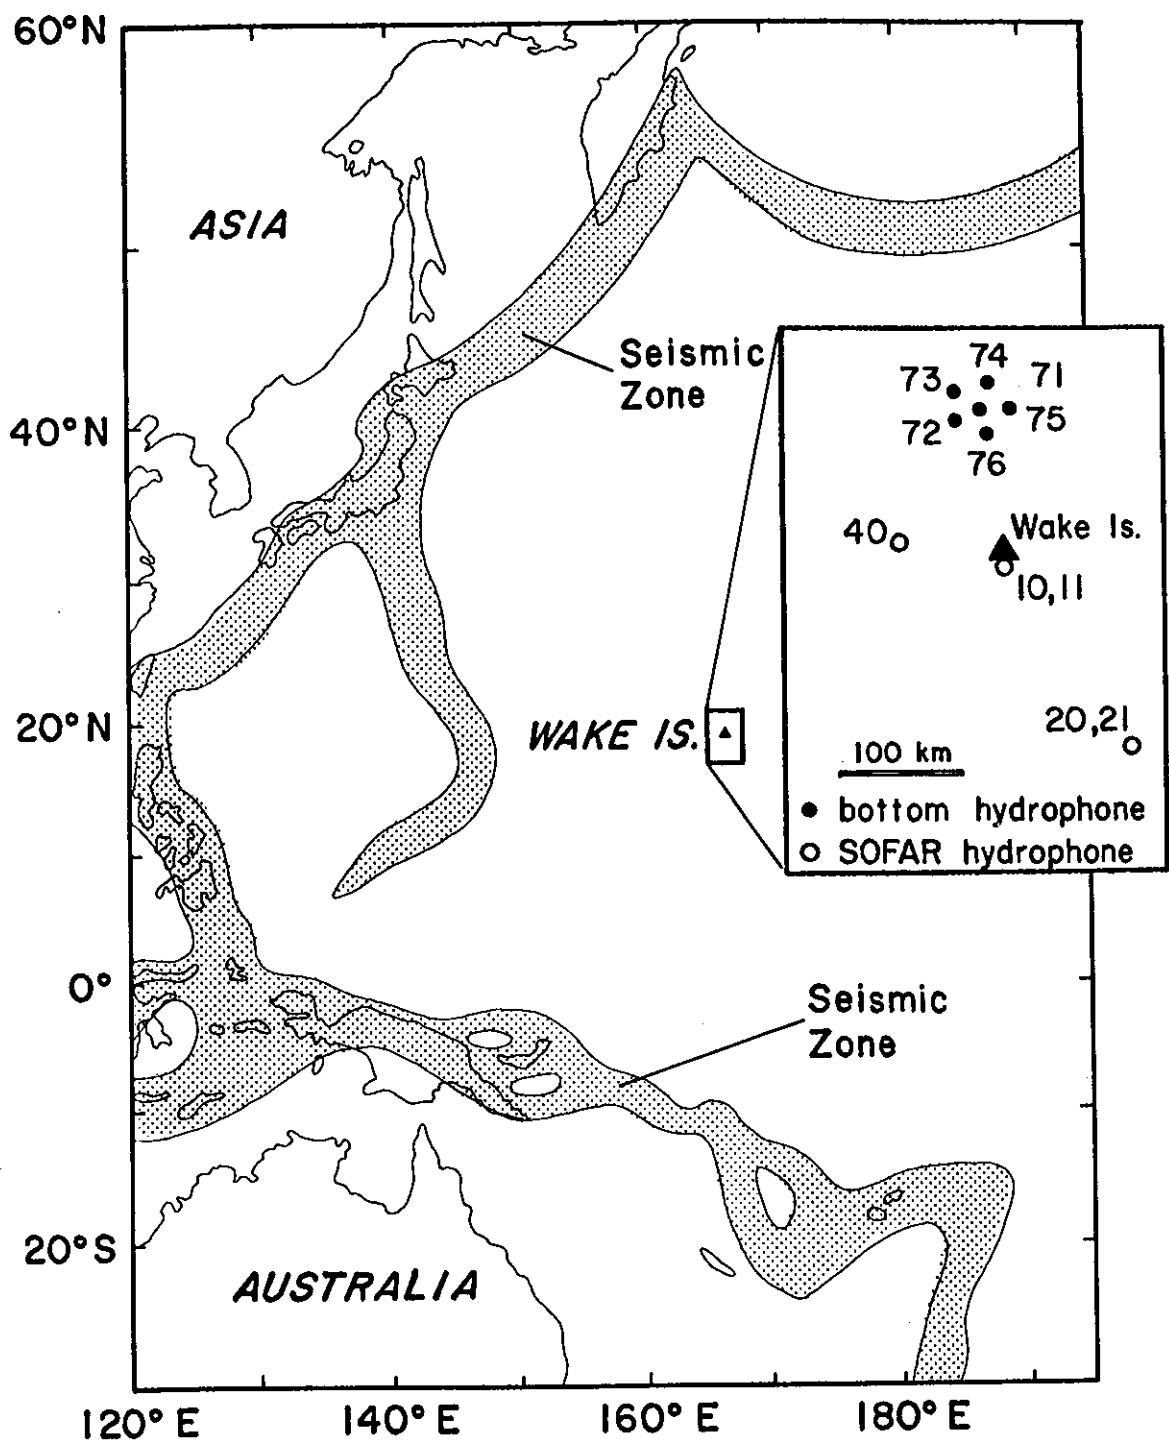 60° N
ASIA
Seismic
Zone
74
73
71
40° N
72
75
76
40
Wake Is.
10,11
20° N
WAKE IS.
20,21
100 km
bottom hydrophone
SOFAR hydrophone
0°
Seismic
Zone
20° S
AUSTRALIA
120° E
140° E
160° E
180° E